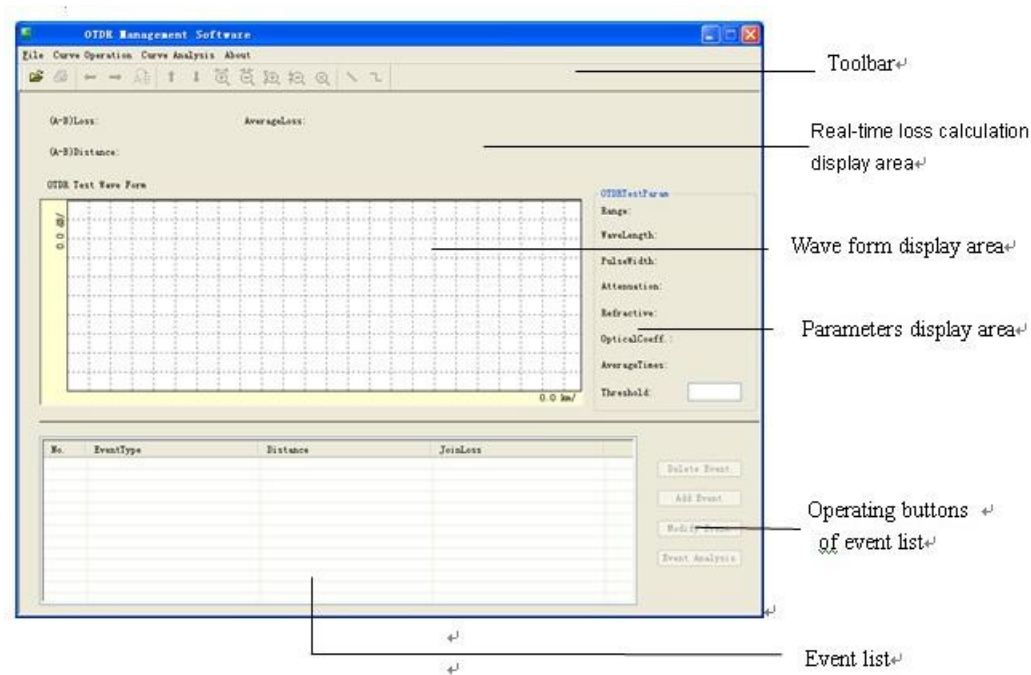 OTDR Management Software
File Curve Operation Curve Analysis About
Toolbar
(A-B)Loss: AverageLoss:
Real-time loss calculation
display area
(A-B)Distance:
OTDR Test Wave Form
OTDRTestParam
0.0 dB/
Range:
WaveLength:
Wave form display area
PulseWidth:
Attenuation:
Refractive:
Parameters display area
OpticalCoeff.:
AverageTimes:
Threshold:
0.0 km/
No. EventType Distance JoinLoss
Delete Event
Add Event
Operating buttons
of event list
Modify Event
Event Analysis
Event list